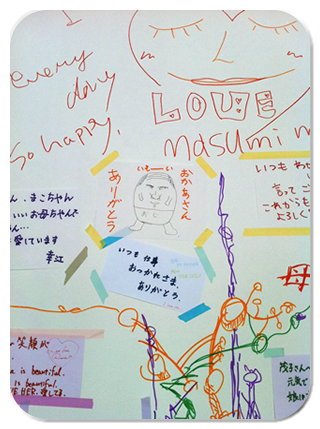 I
every
day
So happy,
LOVE
masumi m
おかあさん
いも〜い
ありがとう
、まこちゃん
いいお母ちゃんで
ん…
愛しています
幸江
いつもわ
言って
これからも
よろしく
いつも仕事
おつかれさま、
ありがとう。
母
笑顔が
a is beautiful.
is beautiful.
HER. 愛してる。
茂子さんの
元気で